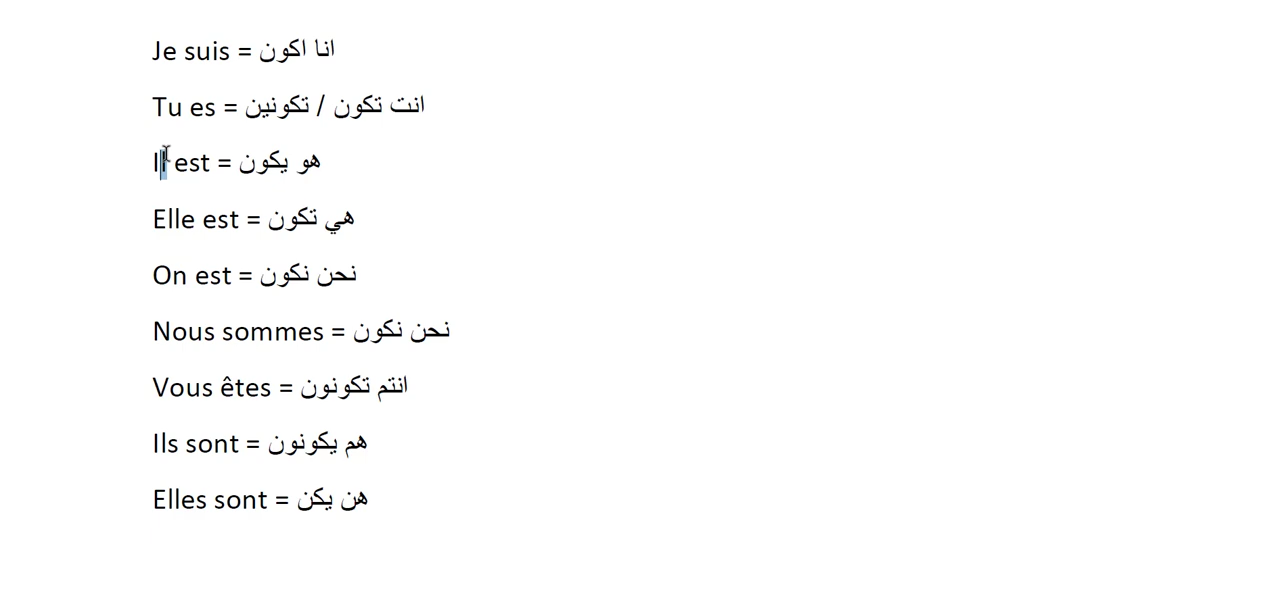 Je suis = انا اكون
Tu es = انت تكون / تكونين
Il est = هو يكون
Elle est = هي تكون
On est = نحن نكون
Nous sommes = نحن نكون
Vous êtes = انتم تكونون
Ils sont = هم يكونون
Elles sont = هن يكن